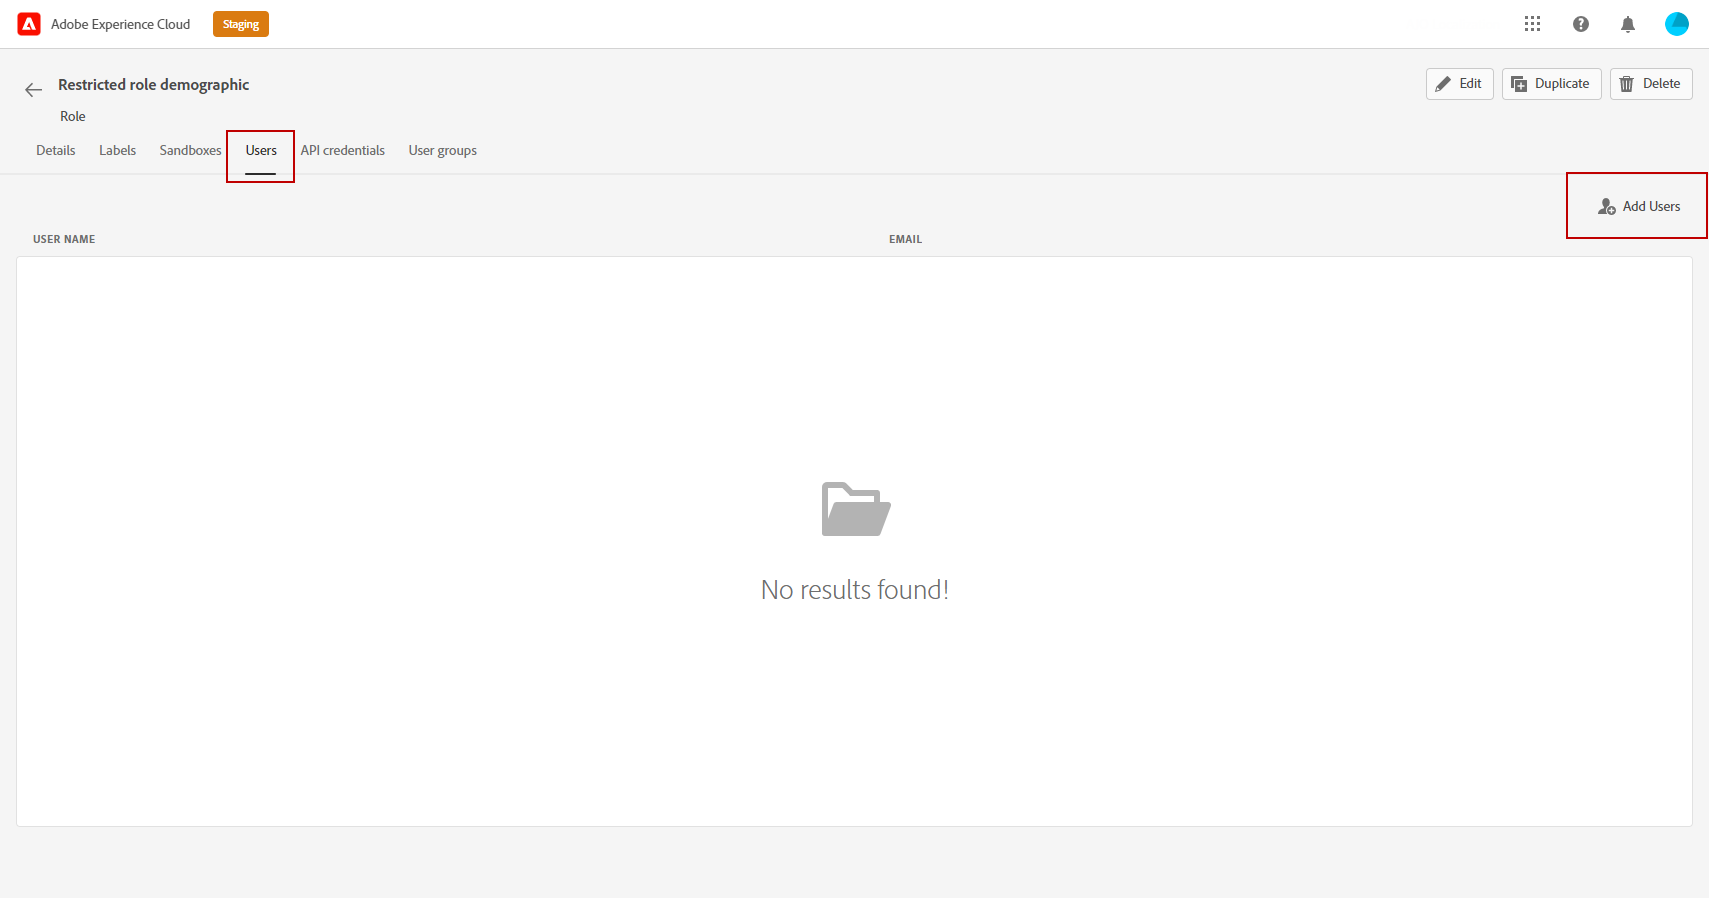 Adobe Experience Cloud Staging
Restricted role demographic
Edit Duplicate Delete
Role
Details Labels Sandboxes Users API credentials User groups
Add Users
USER NAME EMAIL
No results found!